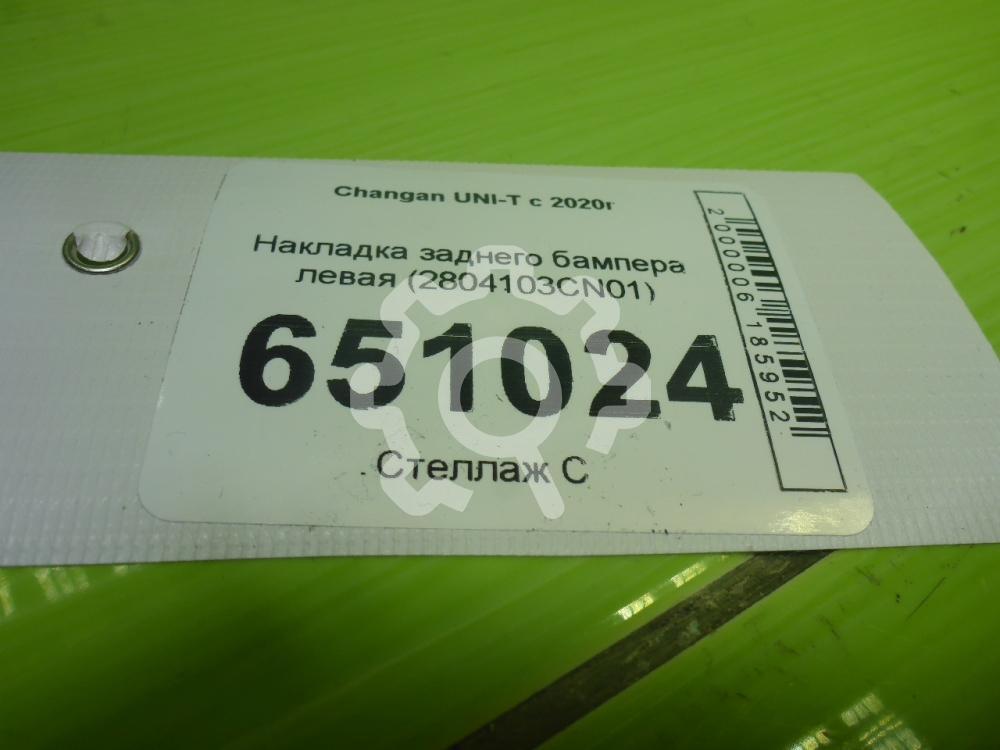 Changan UNI-T с 2020г
Накладка заднего бампера
левая (2804103CN01)
651024
Стеллаж С
2000006185952